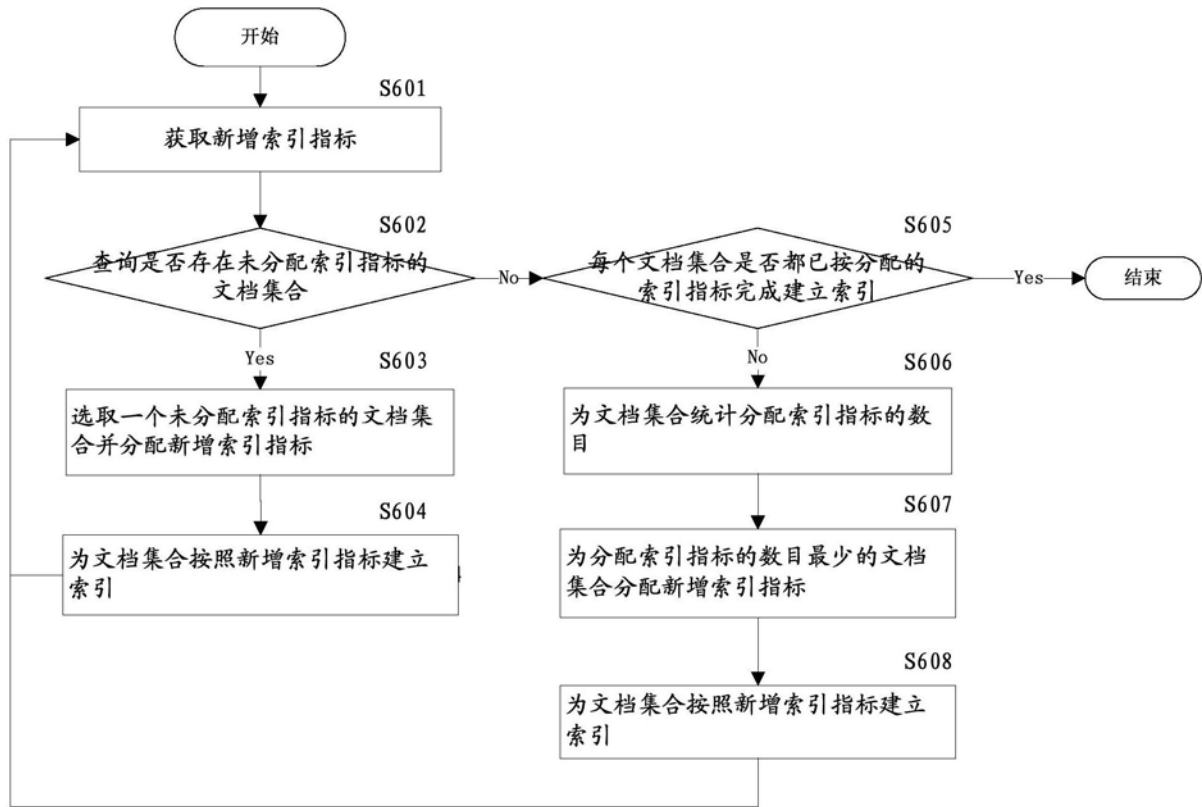 开始
S601
获取新增索引指标
S602
查询是否存在未分配索引指标的
文档集合
No
S605
每个文档集合是否都已按分配的
索引指标完成建立索引
Yes
结束
Yes
S603
选取一个未分配索引指标的文档集
合并分配新增索引指标
S604
为文档集合按照新增索引指标建立
索引
No
S606
为文档集合统计分配索引指标的数
目
S607
为分配索引指标的数目最少的文档
集合分配新增索引指标
S608
为文档集合按照新增索引指标建立
索引